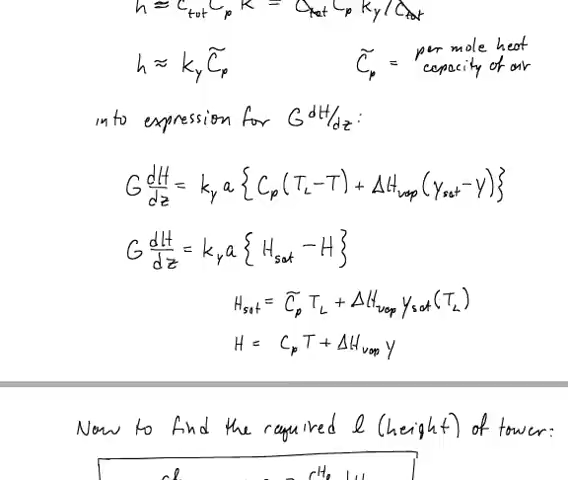 h ≈ C_tot C̃_p k = C_tot C̃_p k_y/C_tot
h ≈ k_y C̃_p
C̃_p = per mole heat
capacity of air
into expression for G dH/dz:
G dH/dz = k_y a { C_p (T_L - T) + ΔH_vap (y_sat - y) }
G dH/dz = k_y a { H_sat - H }
H_sat = C̃_p T_L + ΔH_vap y_sat (T_L)
H = C_p T + ΔH_vap y
Now to find the required l (height) of tower: